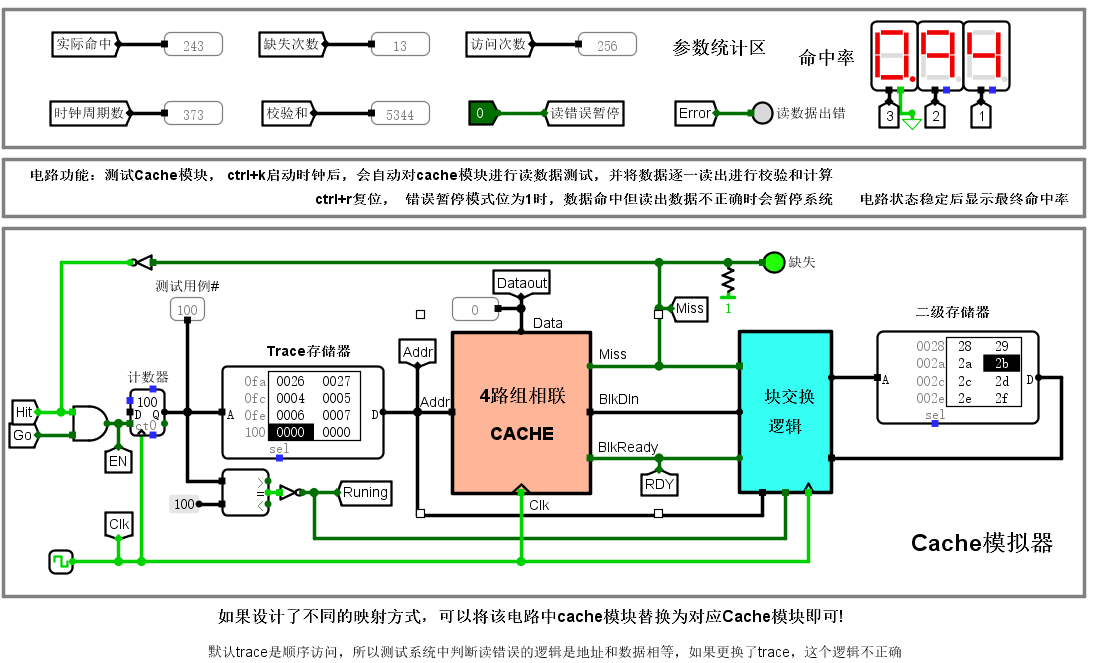 实际命中 243 缺失次数 13 访问次数 256 参数统计区 命中率 0.94
时钟周期数 373 校验和 5344 0 读错误暂停 Error 读数据出错 3 2 1
电路功能：测试Cache模块， ctrl+k启动时钟后，会自动对cache模块进行读数据测试，并将数据逐一读出进行校验和计算
ctrl+r复位， 错误暂停模式位为1时，数据命中但读出数据不正确时会暂停系统 电路状态稳定后显示最终命中率
缺失
测试用例#
100
Dataout
0
Data
Miss
1
二级存储器
0028 28 29
002a 2a 2b
002c 2c 2d
002e 2e 2f
A D
sel
Trace存储器
0fa 0026 0027
0fc 0004 0005
0fe 0006 0007
100 0000 0000
A D
sel
Addr
Addr
计数器
100
D Q
ct0
Hit
Go
EN
4路组相联
CACHE
Miss
BlkDIn
BlkReady
Clk
块交换
逻辑
RDY
>
=
<
100
Runing
Clk
Cache模拟器
如果设计了不同的映射方式，可以将该电路中cache模块替换为对应Cache模块即可!
默认trace是顺序访问，所以测试系统中判断读错误的逻辑是地址和数据相等，如果更换了trace，这个逻辑不正确